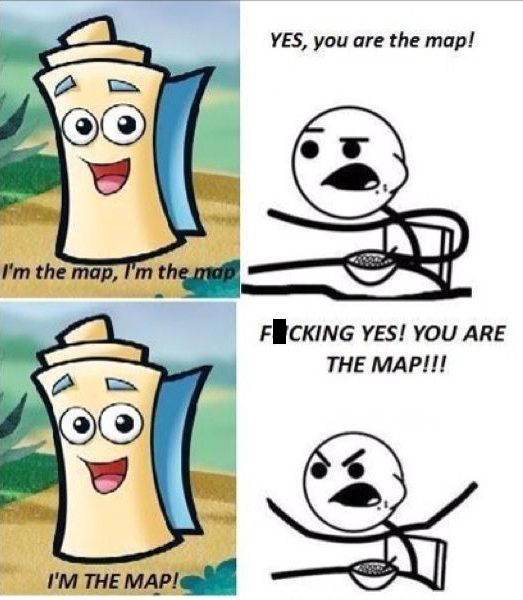 YES, you are the map!
I'm the map, I'm the map
F CKING YES! YOU ARE
THE MAP!!!
I'M THE MAP!